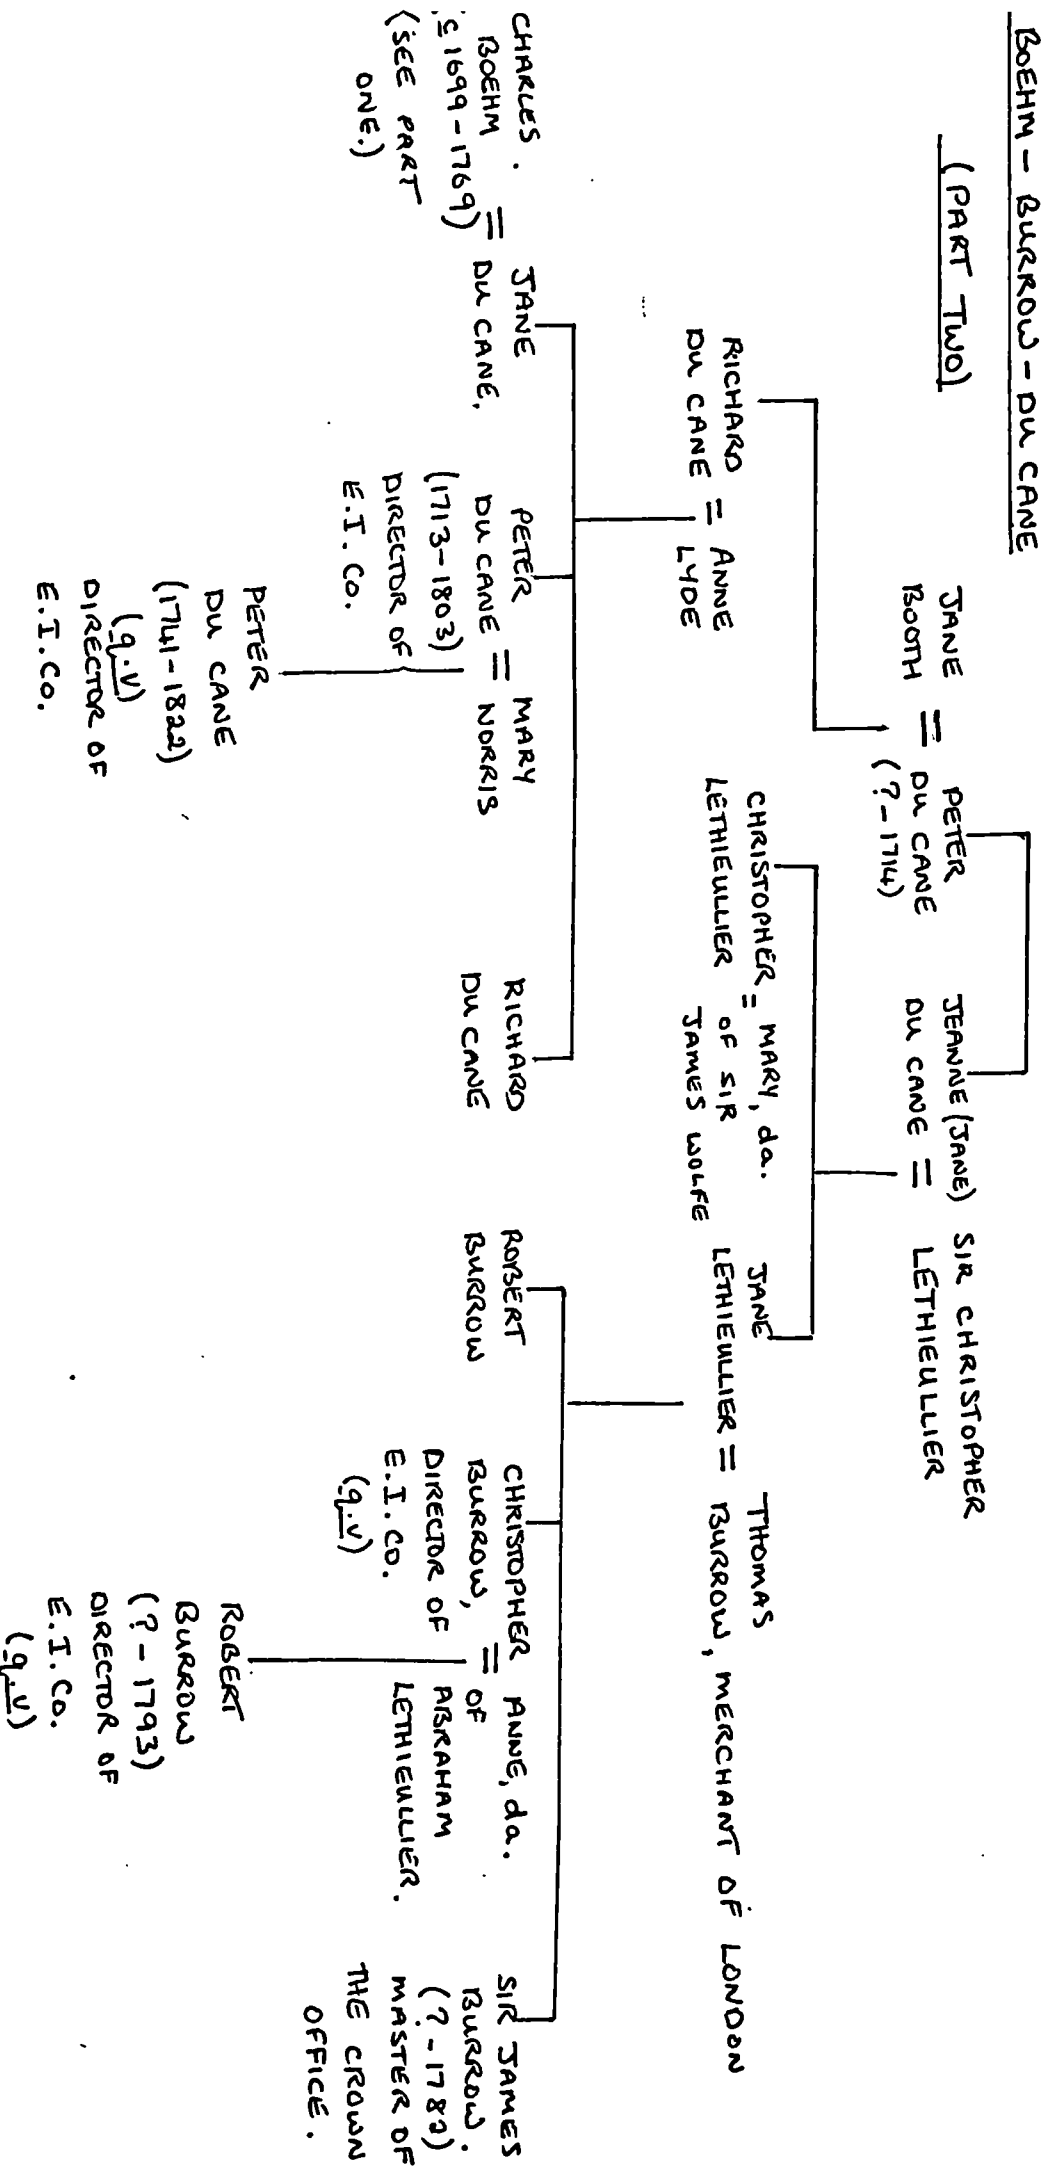 BOEHM - BURROW - DU CANE
(PART TWO)
JANE
BOOTH
=
PETER
DU CANE
(?-1714)
JEANNE (JANE)
DU CANE
=
SIR CHRISTOPHER
LETHIEULLIER
RICHARD
DU CANE
=
ANNE
LYDE
CHRISTOPHER
LETHIEULLIER
=
MARY, da.
OF SIR
JAMES WOLFE
JANE
LETHIEULLIER
=
THOMAS
BURROW, MERCHANT OF LONDON
CHARLES
BOEHM
(c 1699-1769)
(SEE PART
ONE.)
=
JANE
DU CANE.
PETER
DU CANE
(1713-1803)
DIRECTOR OF
E.I. Co.
=
MARY
NORRIS
RICHARD
DU CANE
ROBERT
BURROW
CHRISTOPHER
BURROW,
DIRECTOR OF
E.I. Co.
(q.v)
=
ANNE, da.
OF
ABRAHAM
LETHIEULLIER.
SIR JAMES
BURROW.
(?-1782)
MASTER OF
THE CROWN
OFFICE.
PETER
DU CANE
(1741-1822)
(q.v)
DIRECTOR OF
E.I. Co.
ROBERT
BURROW
(?-1793)
DIRECTOR OF
E.I. Co.
(q.v)